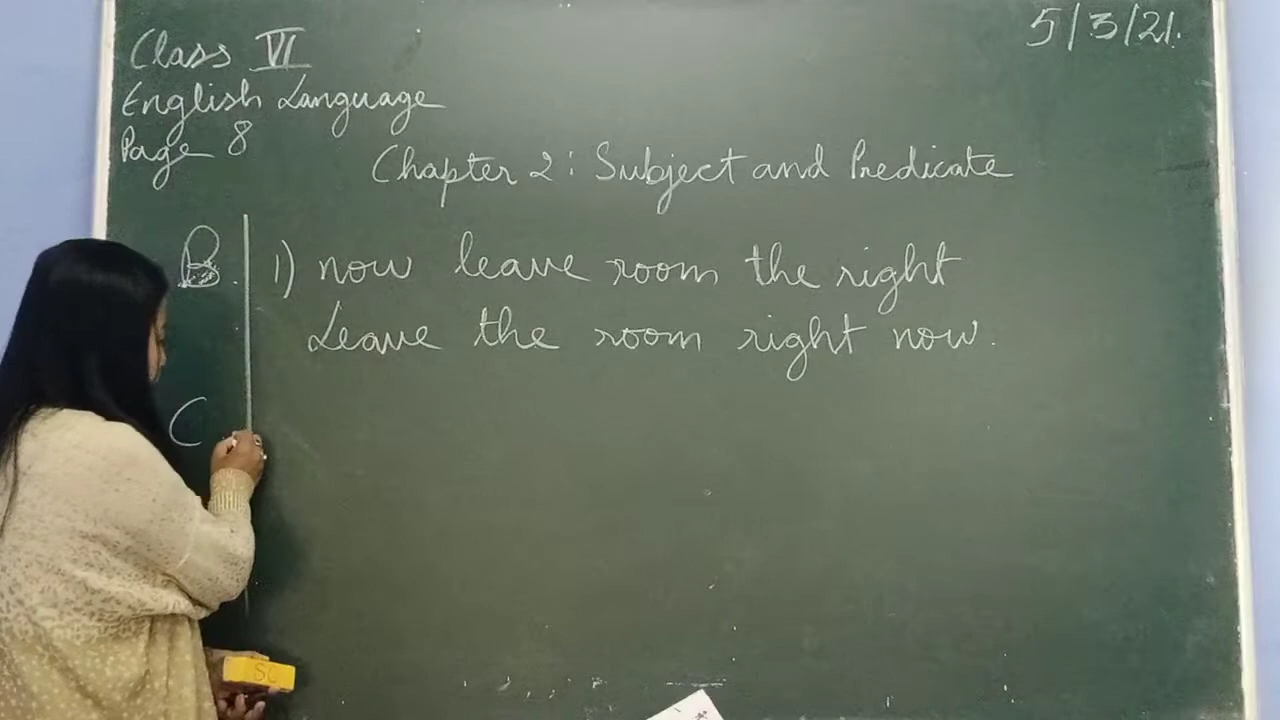 5/3/21.
Class VI
English Language
Page 8
Chapter 2: Subject and Predicate
B. 1) now leave room the right
Leave the room right now.
C
SC